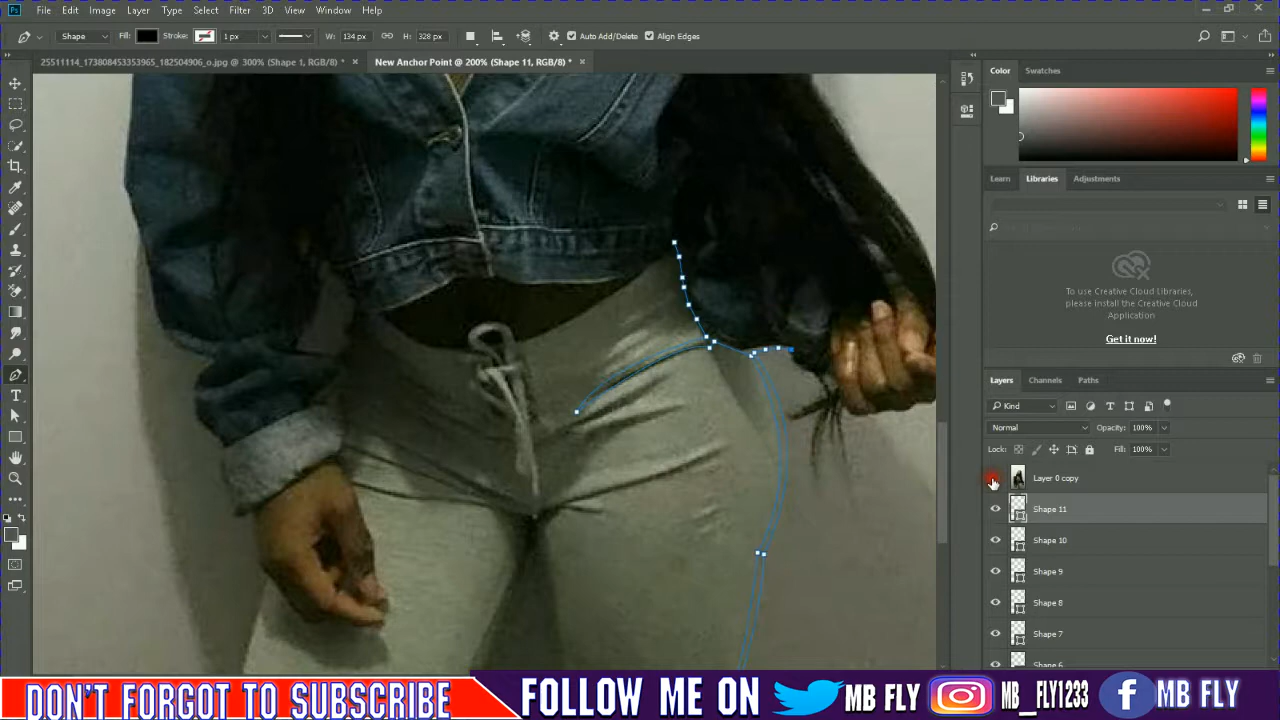 Ps File Edit Image Layer Type Select Filter 3D View Window Help
Shape Fill: Stroke: 1 px W: 134 px H: 328 px Auto Add/Delete Align Edges
25511114_173808453353965_182504906_o.jpg @ 300% (Shape 1, RGB/8) * × New Anchor Point @ 200% (Shape 11, RGB/8) * ×
Color Swatches
Learn Libraries Adjustments
To use Creative Cloud Libraries,
please install the Creative Cloud
Application
Get it now!
Layers Channels Paths
Kind
Normal Opacity: 100%
Lock: Fill: 100%
Layer 0 copy
Shape 11
Shape 10
Shape 9
Shape 8
Shape 7
Shape 6
DON'T FORGOT TO SUBSCRIBE FOLLOW ME ON MB FLY MB_FLY1233 MB FLY